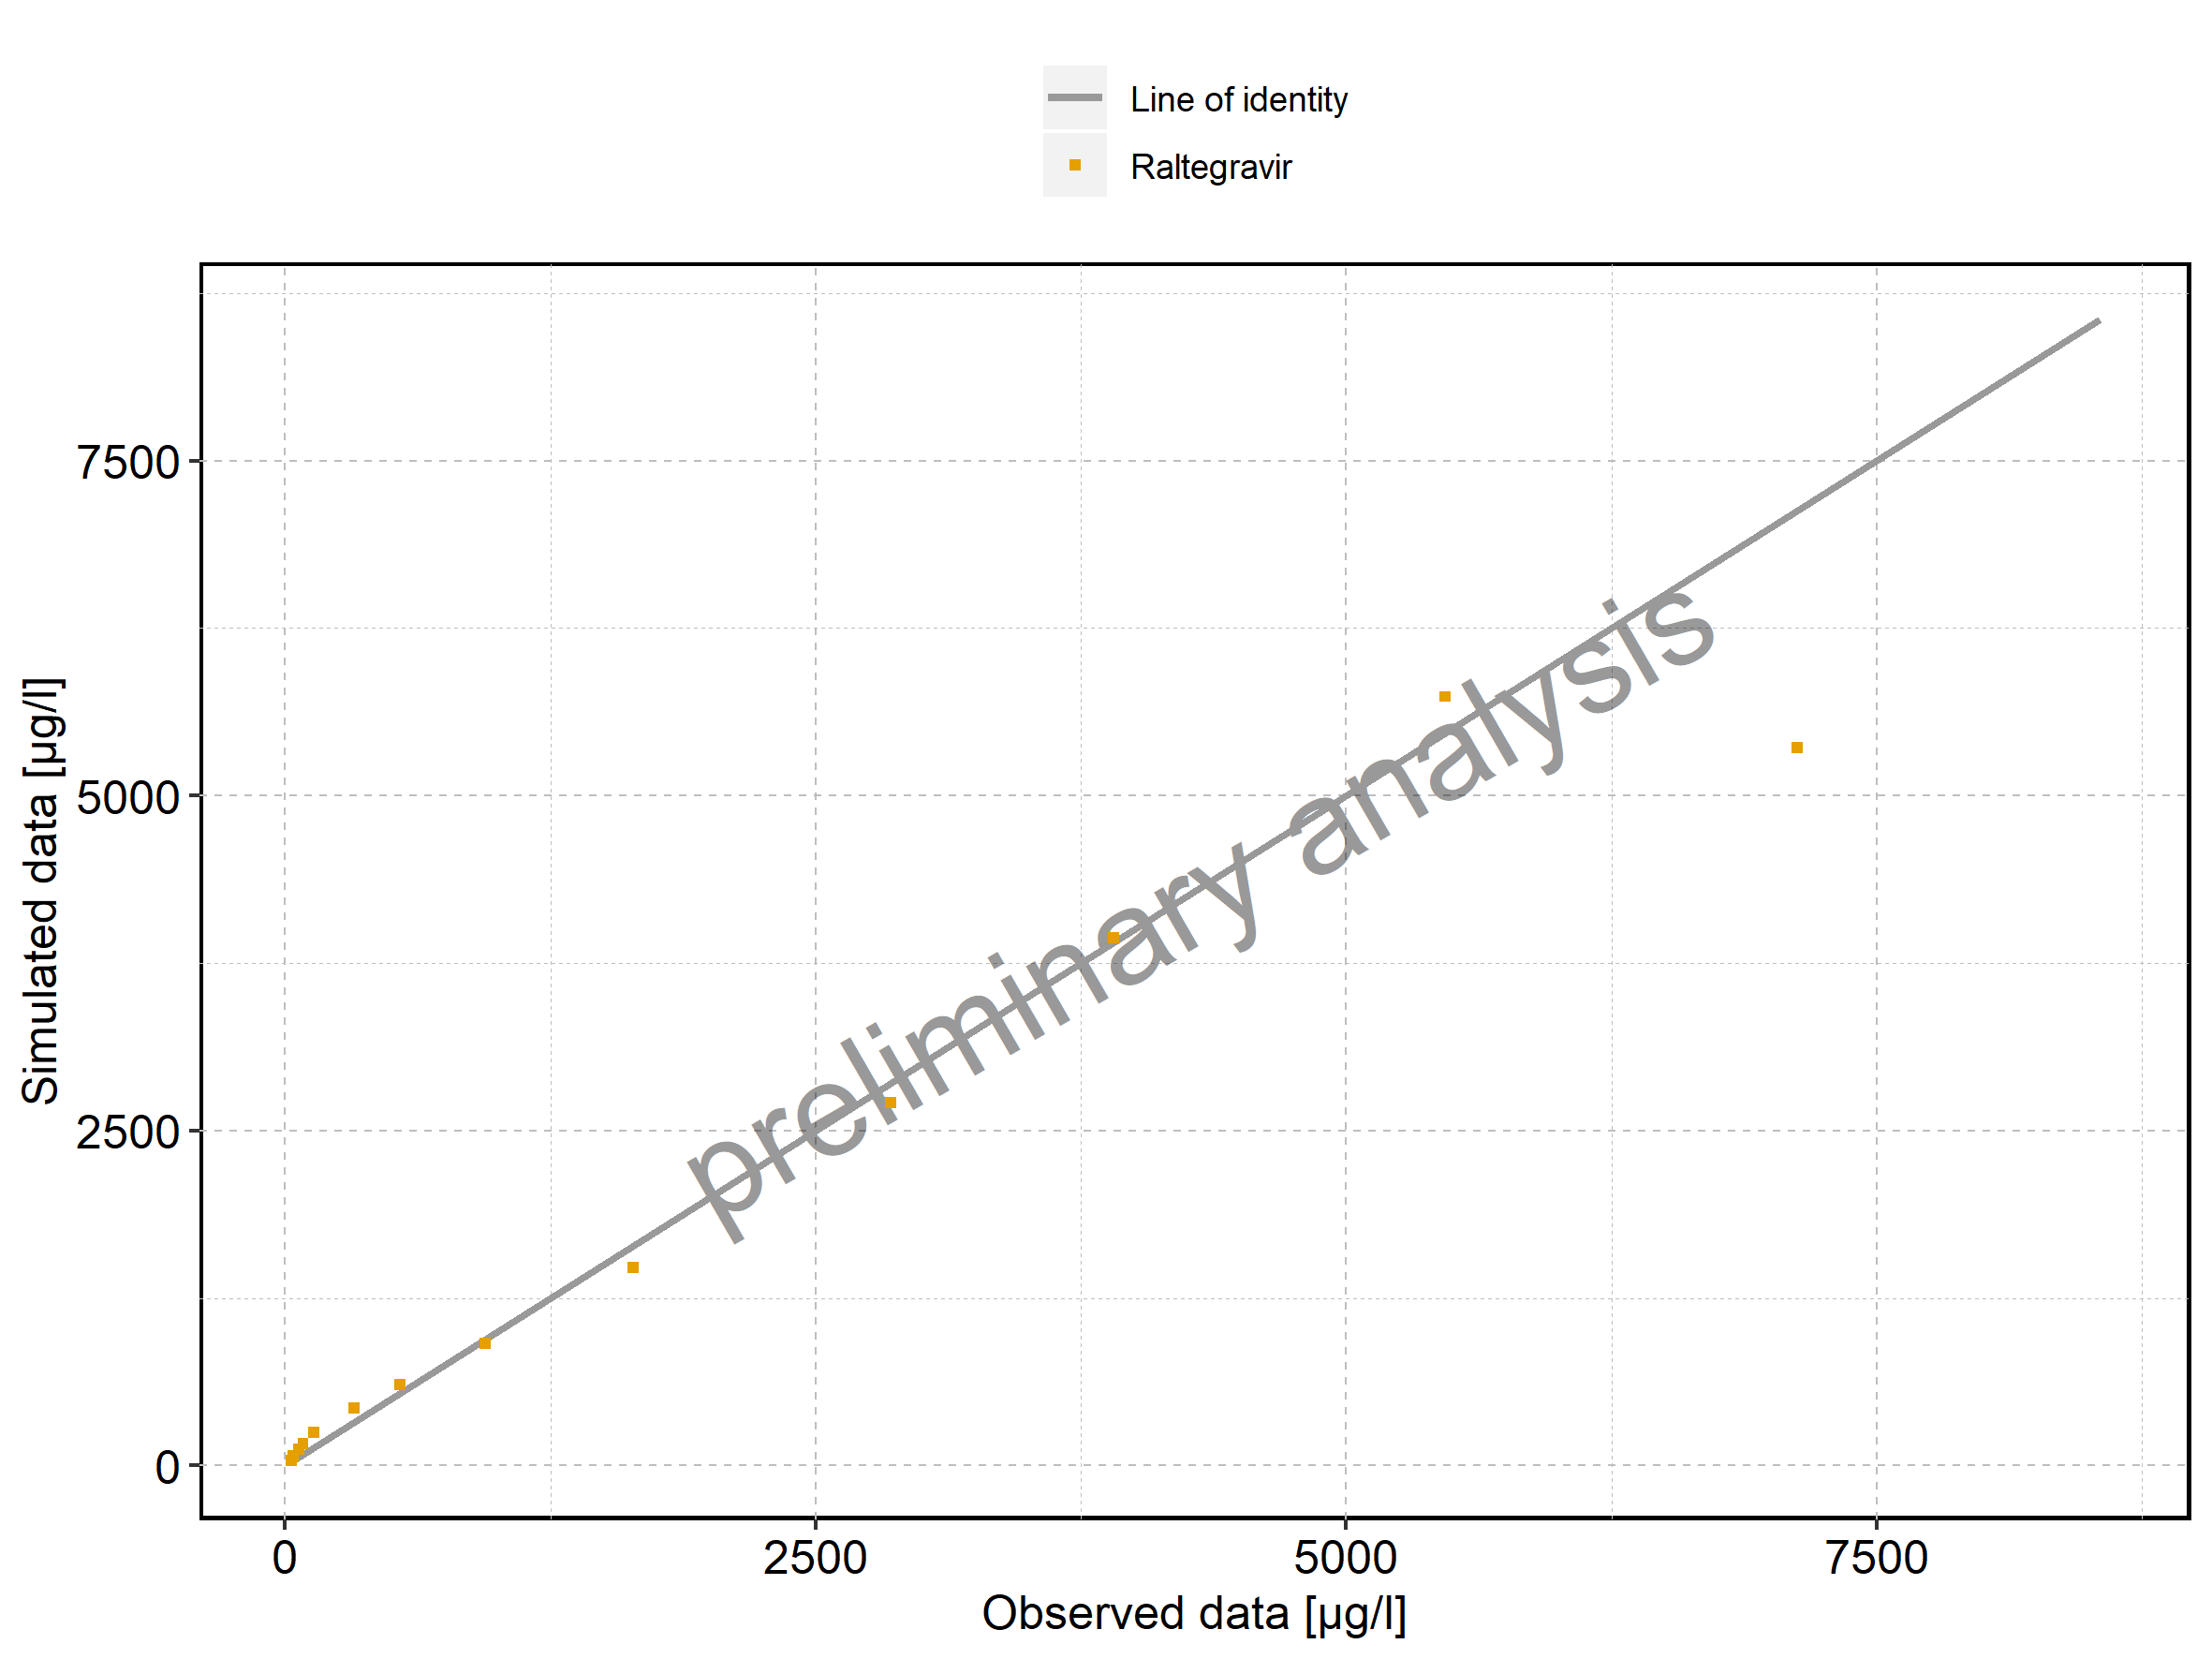 Line of identity
Raltegravir
Simulated data [µg/l]
7500
5000
2500
0
preliminary analysis
0 2500 5000 7500
Observed data [µg/l]